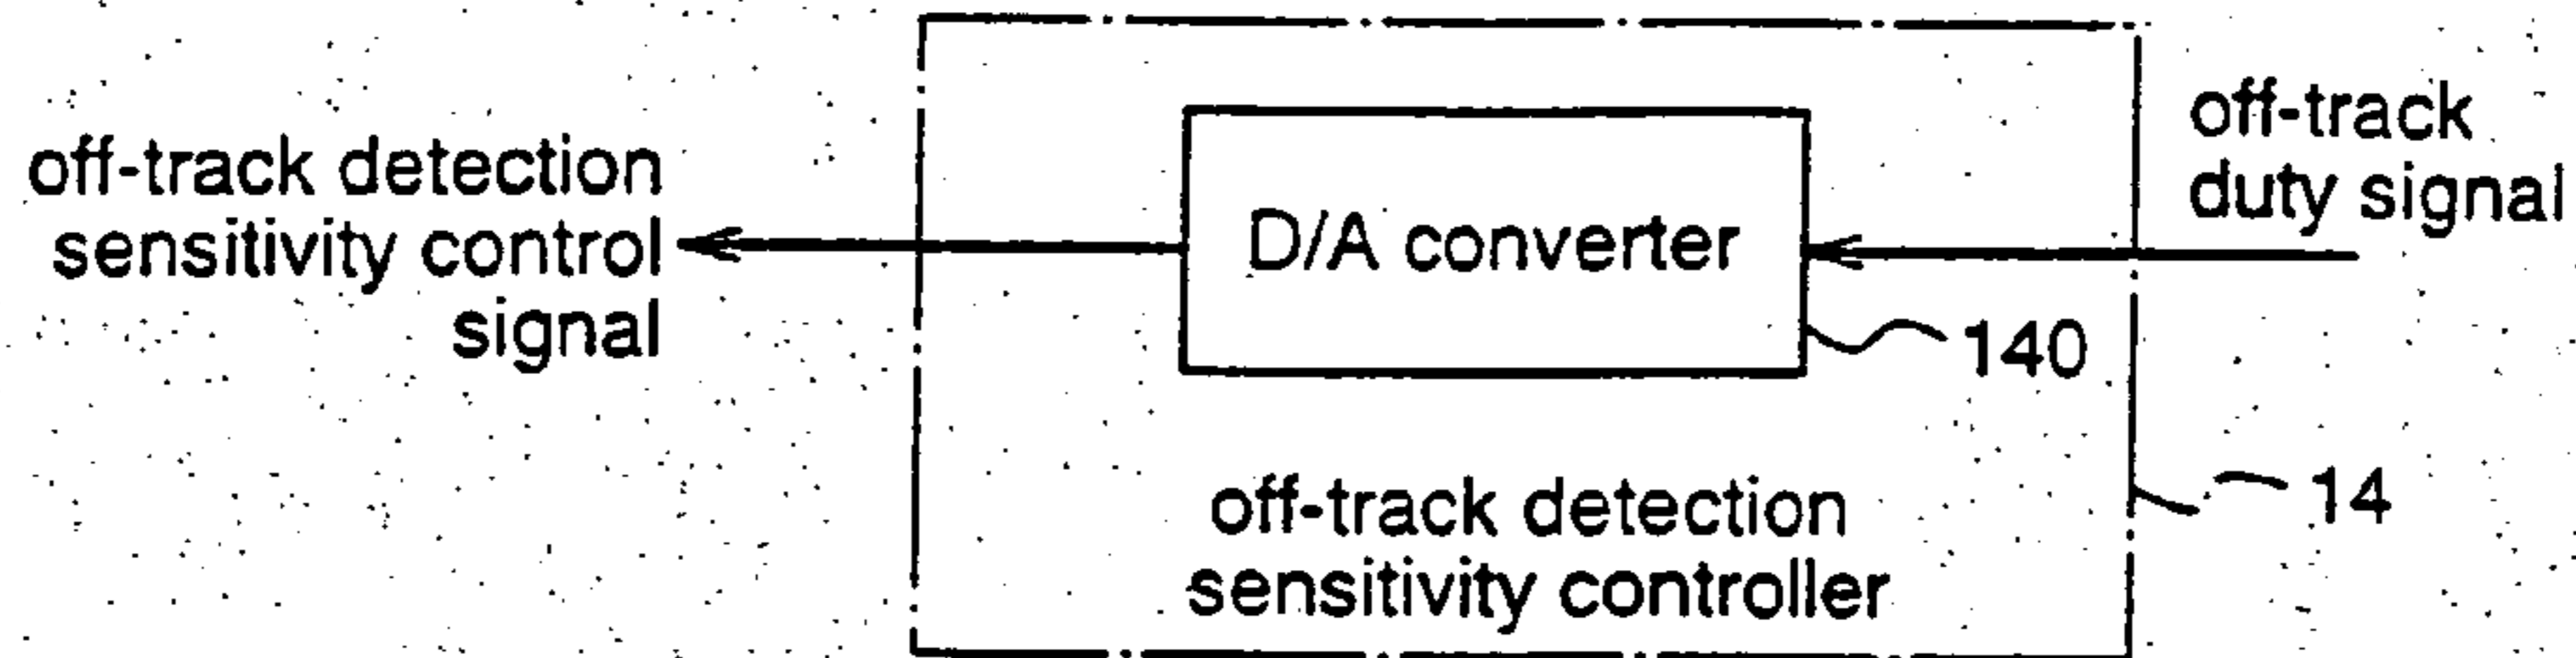 off-track detection
sensitivity control
signal
D/A converter
off-track
duty signal
140
14
off-track detection
sensitivity controller